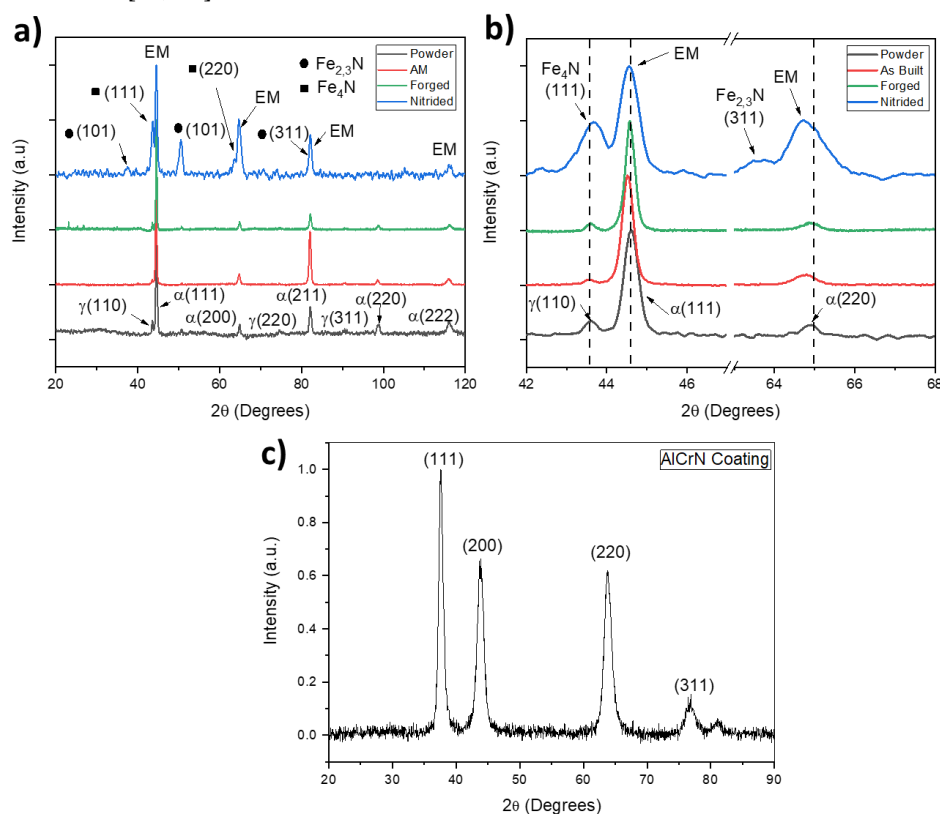 a)
EM
Powder
AM
Forged
Nitrided
■ (220)
● Fe2,3N
■ Fe4N
■ (111)
EM
● (101)
● (101)
● (311)
EM
EM
γ(110)
α(111)
α(200)
γ(220)
α(211)
γ(311)
α(220)
α(222)
Intensity (a.u)
20 40 60 80 100 120
2θ (Degrees)
b)
Powder
As Built
Forged
Nitrided
EM
Fe4N
(111)
Fe2,3N
(311)
EM
γ(110)
α(111)
α(220)
Intensity (a.u)
42 44 46 64 66 68
2θ (Degrees)
c)
AlCrN Coating
(111)
(200)
(220)
(311)
Intensity (a.u.)
1.0
0.8
0.6
0.4
0.2
0.0
20 30 40 50 60 70 80 90
2θ (Degrees)